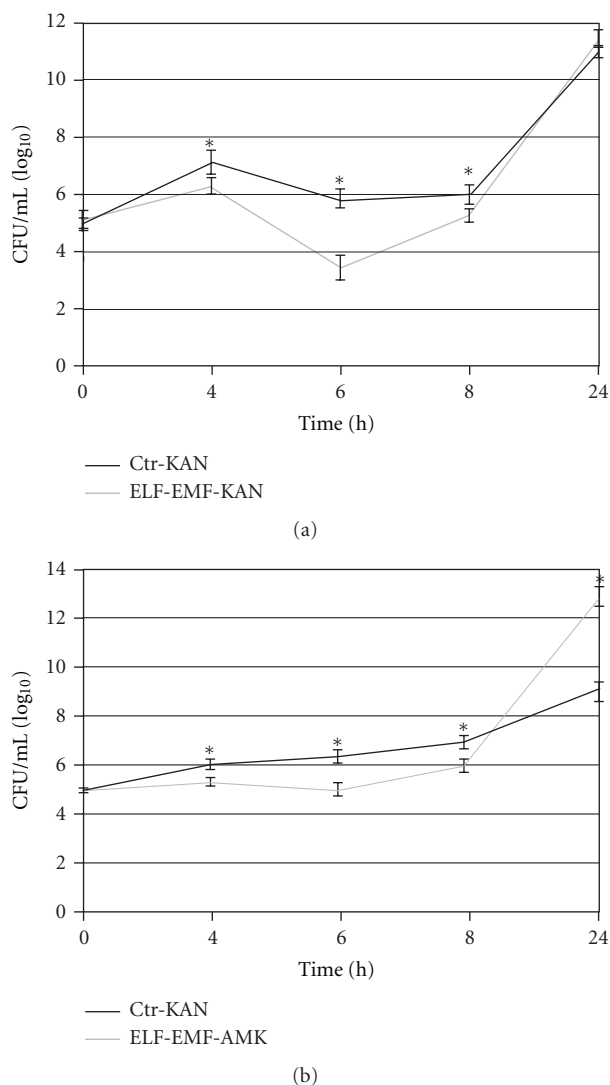 12
10
8
6
4
2
0
CFU/mL (log10)
*
*
*
0 4 6 8 24
Time (h)
Ctr-KAN
ELF-EMF-KAN
(a)
14
12
10
8
6
4
2
0
CFU/mL (log10)
*
*
*
*
0 4 6 8 24
Time (h)
Ctr-KAN
ELF-EMF-AMK
(b)